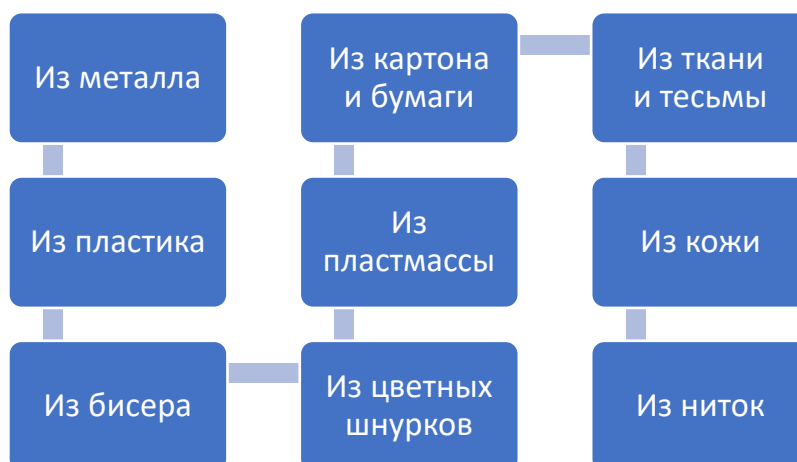 Из металла
Из пластика
Из бисера
Из цветных
шнурков
Из
пластмассы
Из картона
и бумаги
Из ткани
и тесьмы
Из кожи
Из ниток